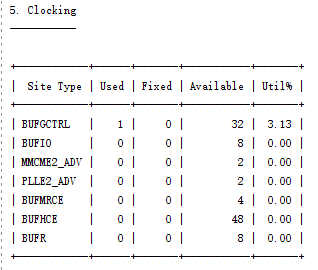 5. Clocking
-----------
+------------+------+-------+-----------+-------+
| Site Type | Used | Fixed | Available | Util% |
+------------+------+-------+-----------+-------+
| BUFGCTRL | 1 | 0 | 32 | 3.13 |
| BUFIO | 0 | 0 | 8 | 0.00 |
| MMCME2_ADV | 0 | 0 | 2 | 0.00 |
| PLLE2_ADV | 0 | 0 | 2 | 0.00 |
| BUFMRCE | 0 | 0 | 4 | 0.00 |
| BUFHCE | 0 | 0 | 48 | 0.00 |
| BUFR | 0 | 0 | 8 | 0.00 |
+------------+------+-------+-----------+-------+